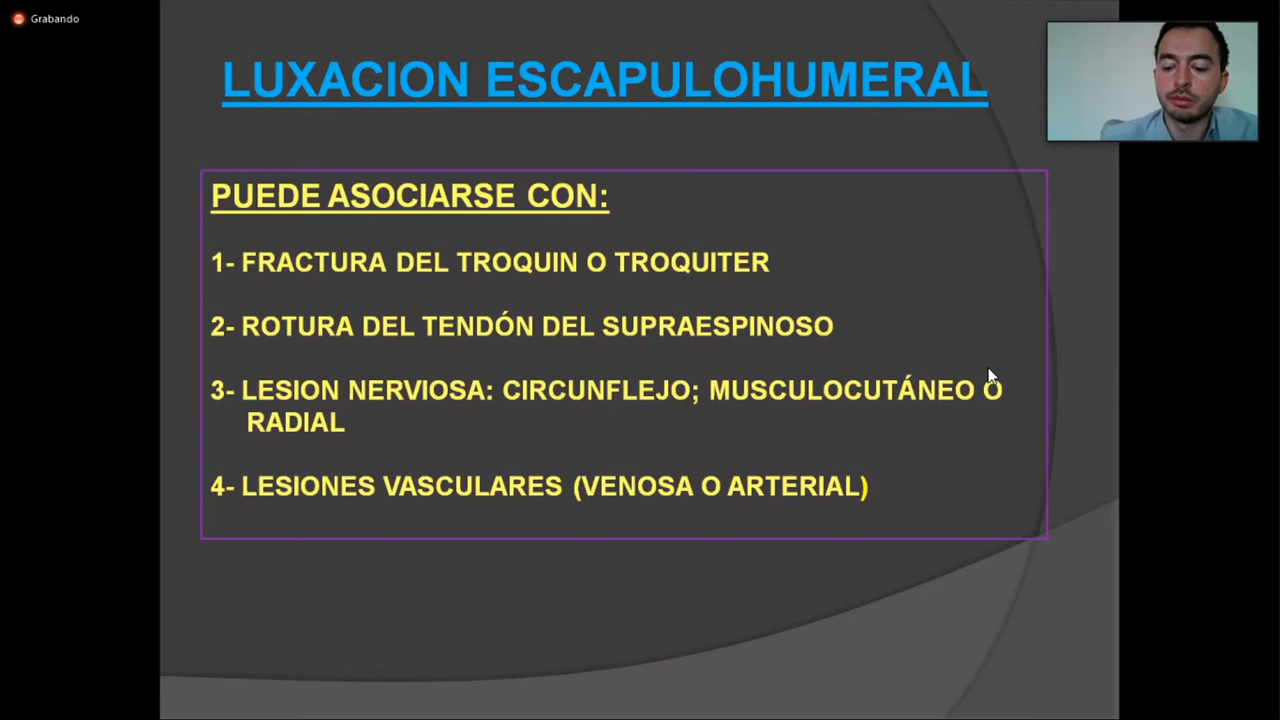 Grabando
LUXACION ESCAPULOHUMERAL
PUEDE ASOCIARSE CON:
1- FRACTURA DEL TROQUIN O TROQUITER
2- ROTURA DEL TENDÓN DEL SUPRAESPINOSO
3- LESION NERVIOSA: CIRCUNFLEJO; MUSCULOCUTÁNEO O
RADIAL
4- LESIONES VASCULARES (VENOSA O ARTERIAL)